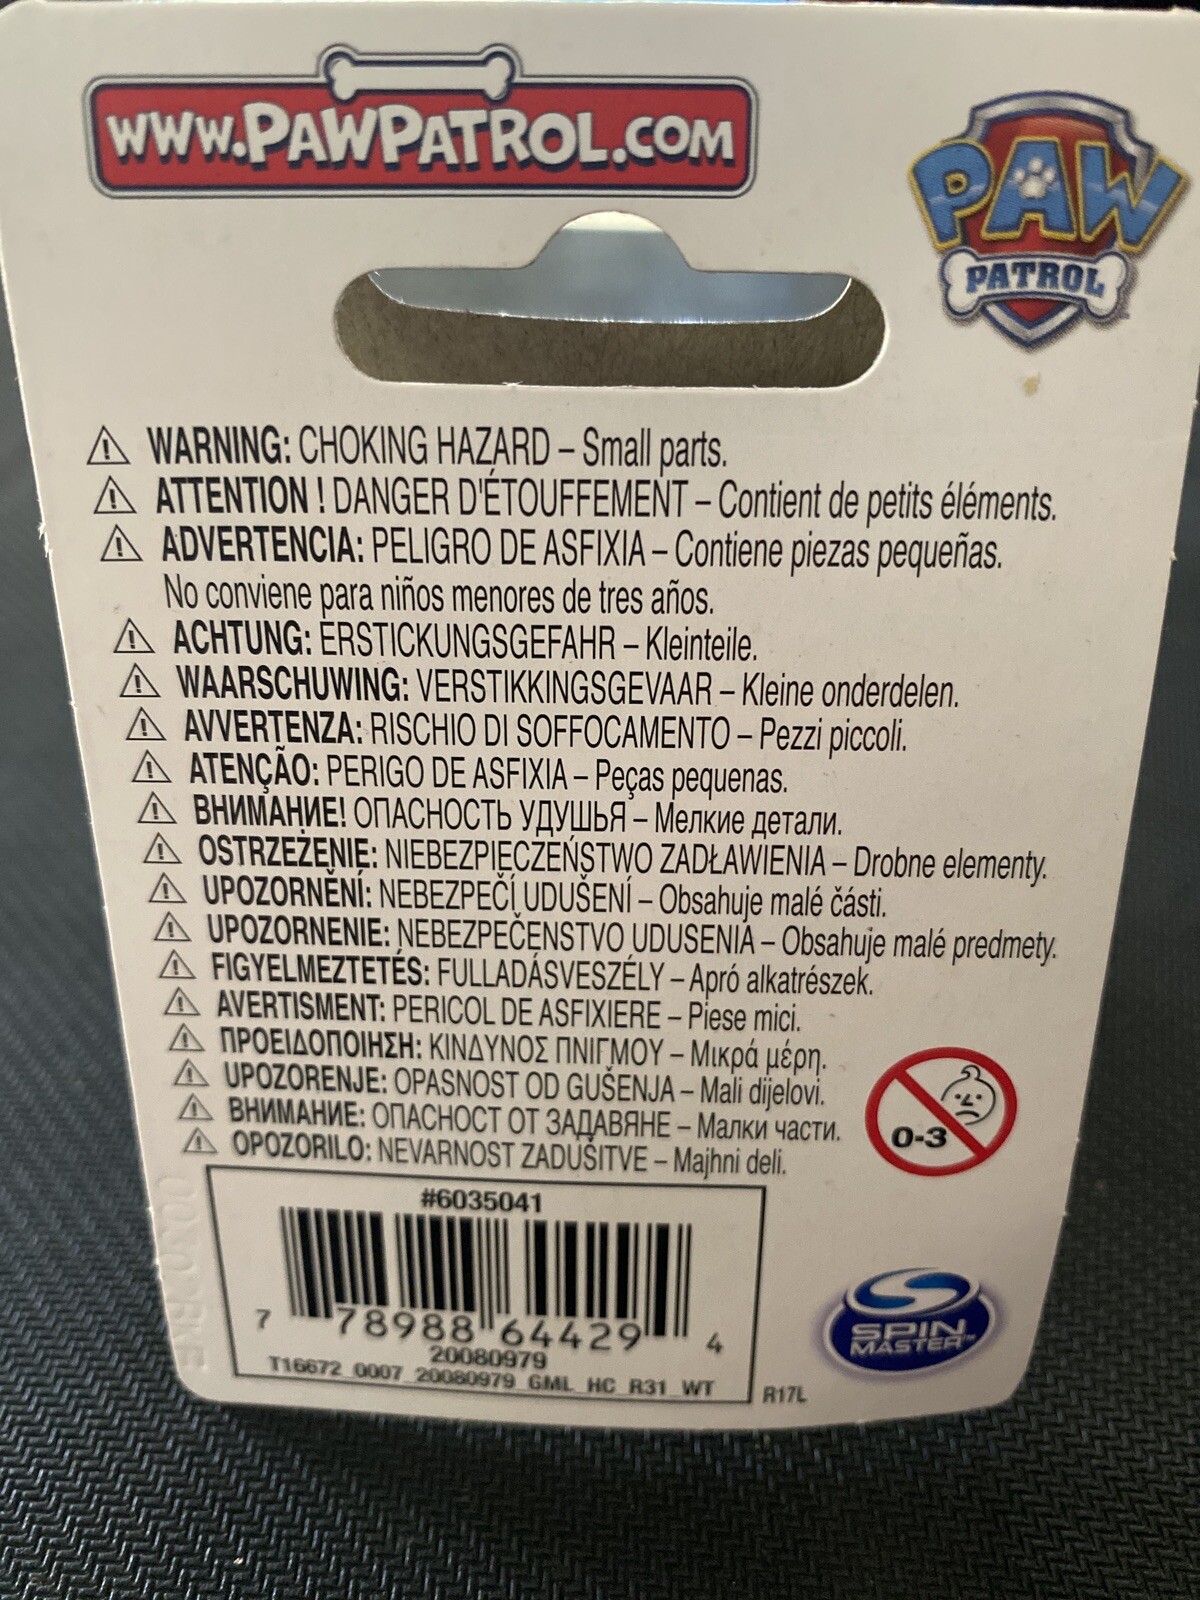 WWW.PAWPATROL.COM
PAW
PATROL
WARNING: CHOKING HAZARD – Small parts.
ATTENTION ! DANGER D'ÉTOUFFEMENT – Contient de petits éléments.
ADVERTENCIA: PELIGRO DE ASFIXIA – Contiene piezas pequeñas.
No conviene para niños menores de tres años.
ACHTUNG: ERSTICKUNGSGEFAHR – Kleinteile.
WAARSCHUWING: VERSTIKKINGSGEVAAR – Kleine onderdelen.
AVVERTENZA: RISCHIO DI SOFFOCAMENTO – Pezzi piccoli.
ATENÇÃO: PERIGO DE ASFIXIA – Peças pequenas.
ВНИМАНИЕ! ОПАСНОСТЬ УДУШЬЯ – Мелкие детали.
OSTRZEŻENIE: NIEBEZPIECZEŃSTWO ZADŁAWIENIA – Drobne elementy.
UPOZORNĚNÍ: NEBEZPEČÍ UDUŠENÍ – Obsahuje malé části.
UPOZORNENIE: NEBEZPEČENSTVO UDUSENIA – Obsahuje malé predmety.
FIGYELMEZTETÉS: FULLADÁSVESZÉLY – Apró alkatrészek.
AVERTISMENT: PERICOL DE ASFIXIERE – Piese mici.
ΠΡΟΕΙΔΟΠΟΙΗΣΗ: ΚΙΝΔΥΝΟΣ ΠΝΙΓΜΟΥ – Μικρά μέρη.
UPOZORENJE: OPASNOST OD GUŠENJA – Mali dijelovi.
ВНИМАНИЕ: ОПАСНОСТ ОТ ЗАДАВЯНЕ – Малки части.
OPOZORILO: NEVARNOST ZADUŠITVE – Majhni deli.
0-3
#6035041
7 78988 64429 4
20080979
T16672_0007_20080979_GML_HC_R31_WT
R17L
SPIN
MASTER™